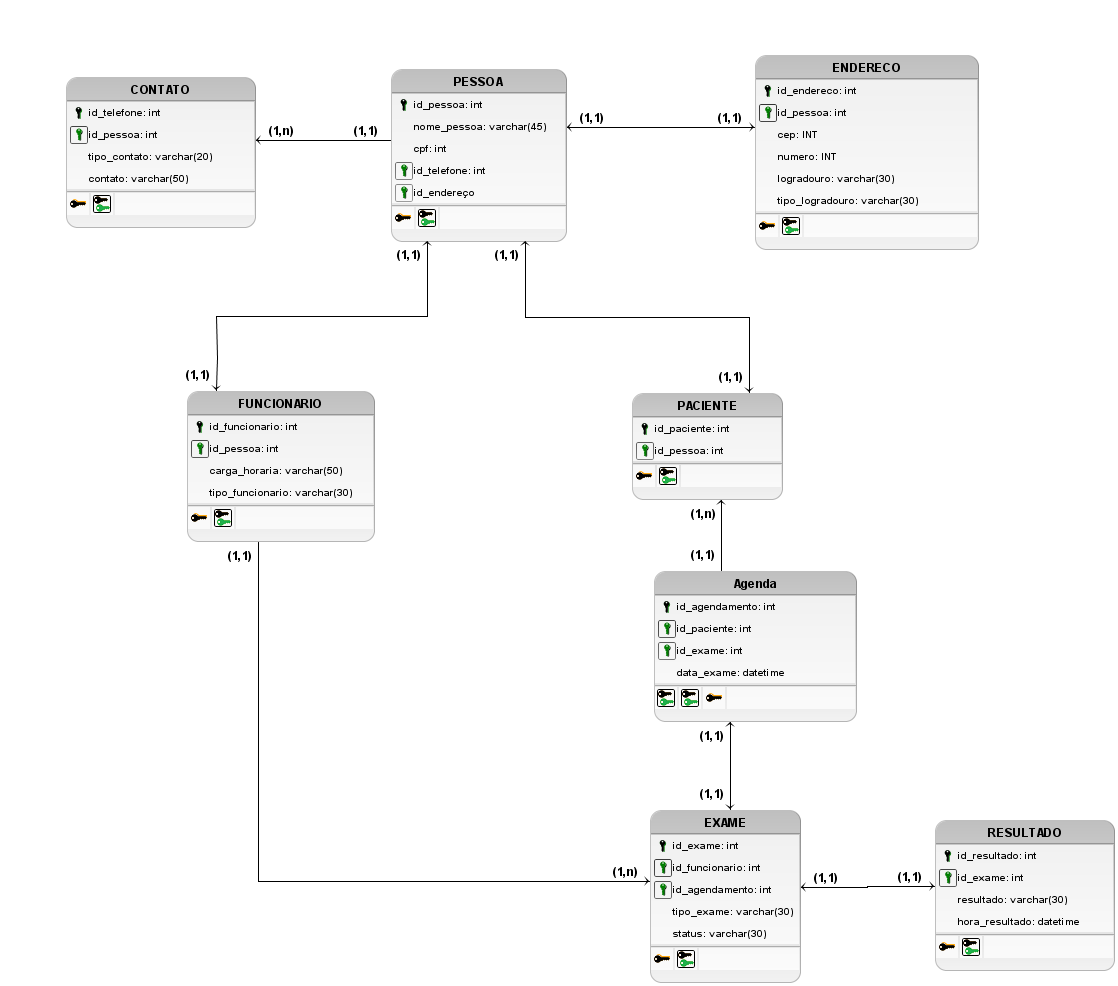 CONTATO
id_telefone: int
id_pessoa: int
tipo_contato: varchar(20)
contato: varchar(50)
(1,n)
(1,1)
PESSOA
id_pessoa: int
nome_pessoa: varchar(45)
cpf: int
id_telefone: int
id_endereço
(1,1)
(1,1)
ENDERECO
id_endereco: int
id_pessoa: int
cep: INT
numero: INT
logradouro: varchar(30)
tipo_logradouro: varchar(30)
(1,1)
(1,1)
(1,1)
(1,1)
FUNCIONARIO
id_funcionario: int
id_pessoa: int
carga_horaria: varchar(50)
tipo_funcionario: varchar(30)
(1,1)
PACIENTE
id_paciente: int
id_pessoa: int
(1,n)
(1,1)
Agenda
id_agendamento: int
id_paciente: int
id_exame: int
data_exame: datetime
(1,1)
(1,1)
(1,n)
EXAME
id_exame: int
id_funcionario: int
id_agendamento: int
tipo_exame: varchar(30)
status: varchar(30)
(1,1)
(1,1)
RESULTADO
id_resultado: int
id_exame: int
resultado: varchar(30)
hora_resultado: datetime